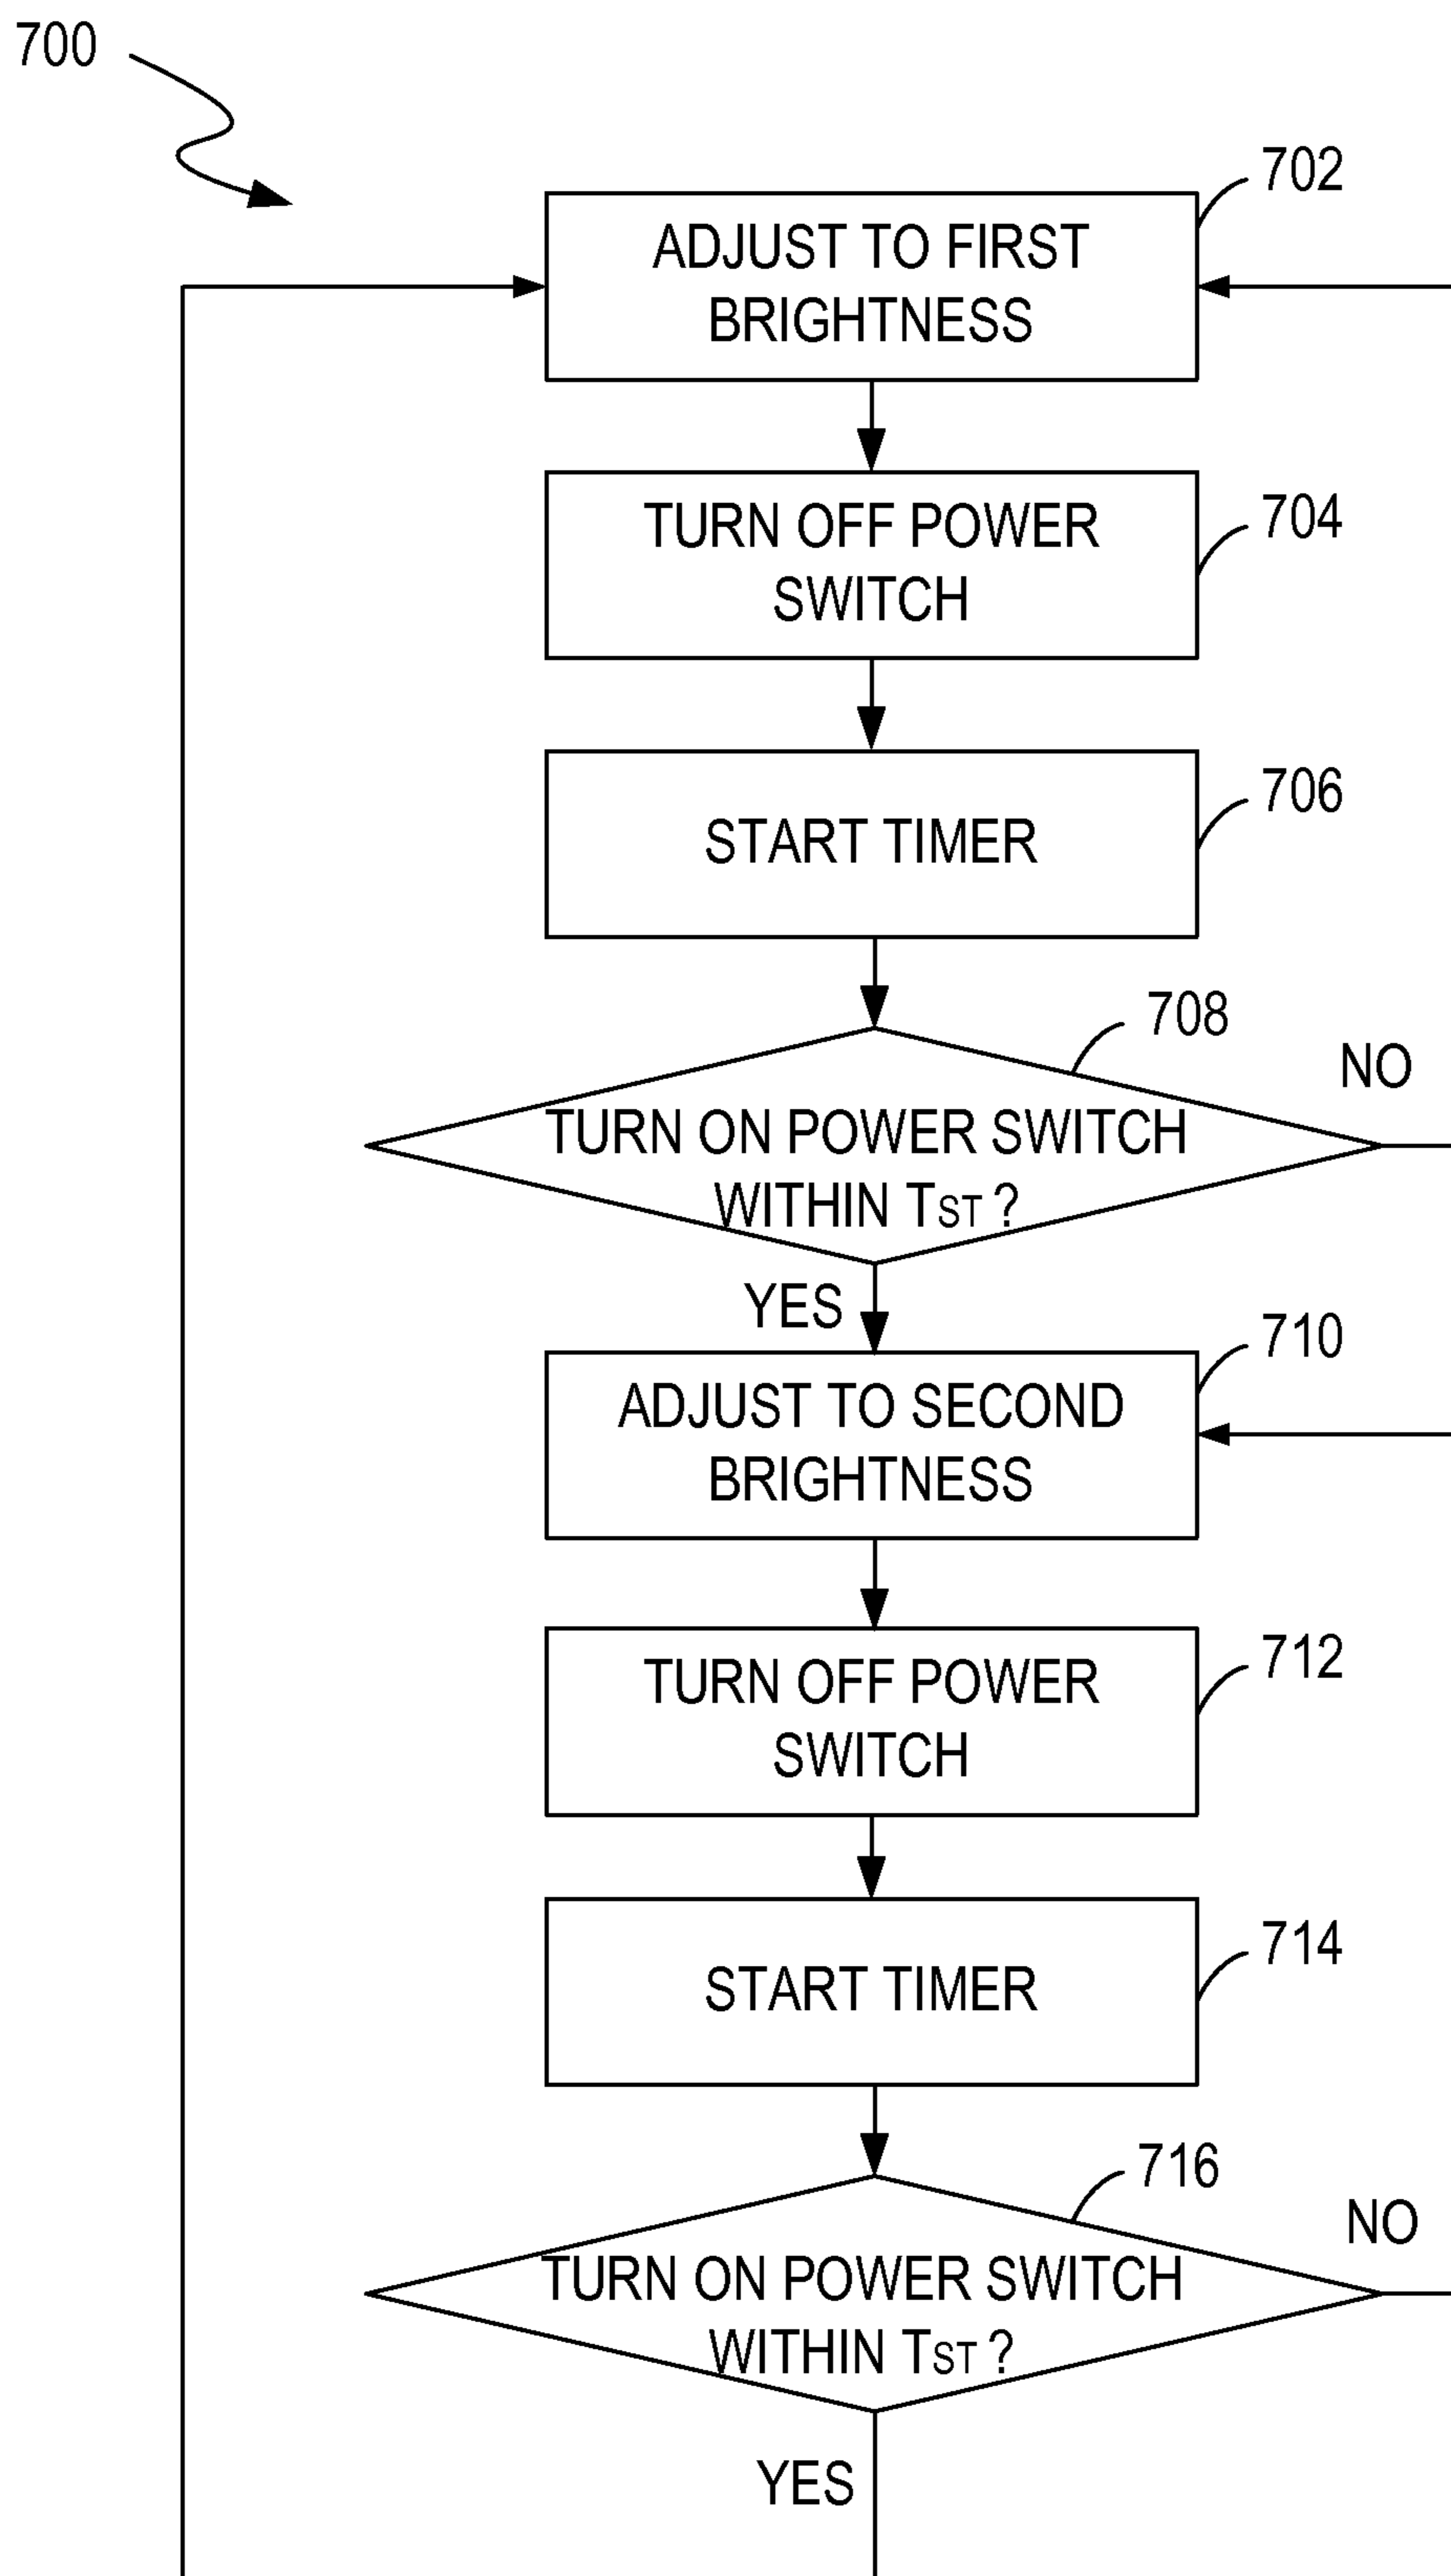 700
702
ADJUST TO FIRST
BRIGHTNESS
704
TURN OFF POWER
SWITCH
706
START TIMER
708
NO
TURN ON POWER SWITCH
WITHIN TST ?
YES
710
ADJUST TO SECOND
BRIGHTNESS
712
TURN OFF POWER
SWITCH
714
START TIMER
716
NO
TURN ON POWER SWITCH
WITHIN TST ?
YES